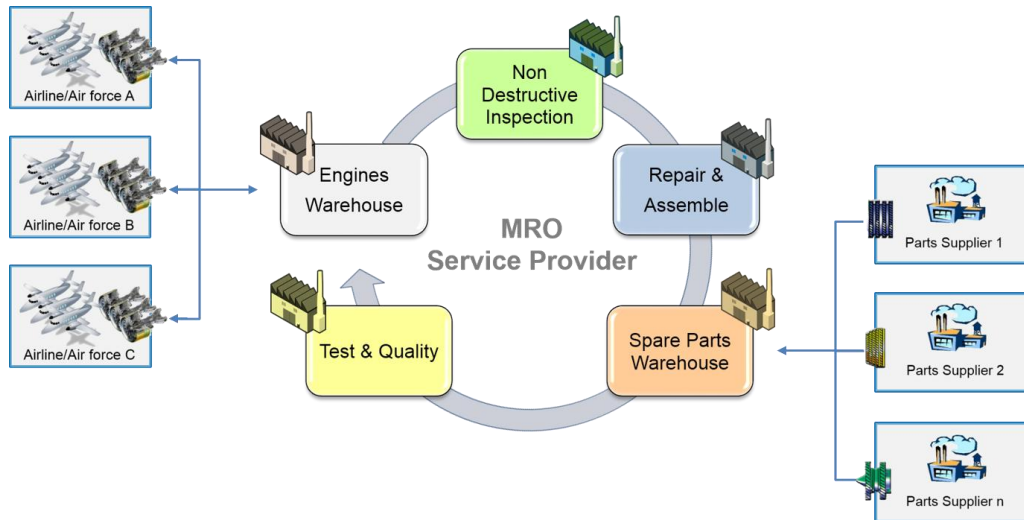 Airline/Air force A
Airline/Air force B
Airline/Air force C
Non
Destructive
Inspection
Engines
Warehouse
Repair &
Assemble
MRO
Service Provider
Test & Quality
Spare Parts
Warehouse
Parts Supplier 1
Parts Supplier 2
Parts Supplier n